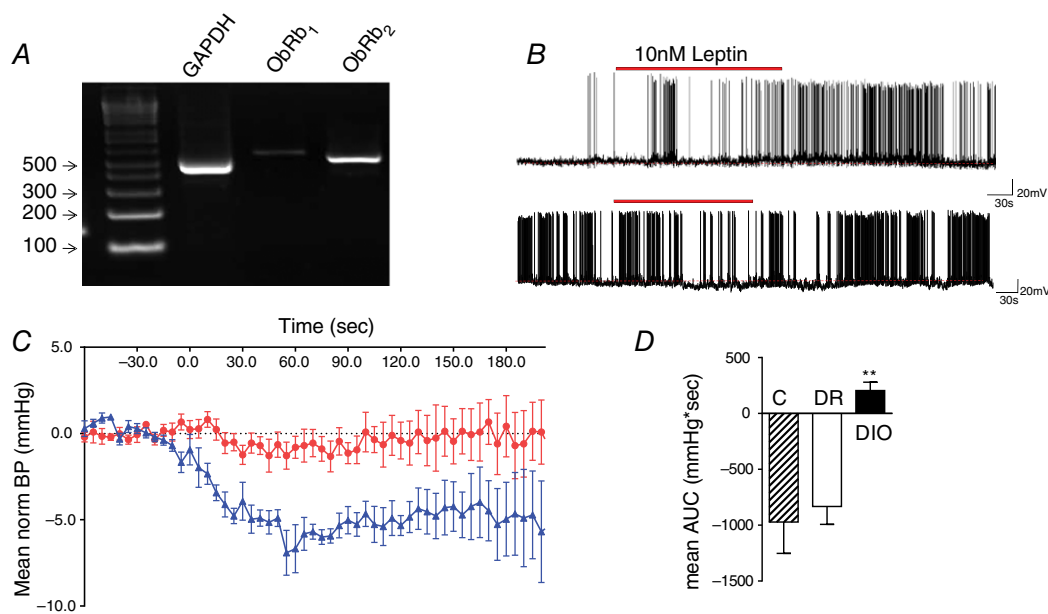 A
GAPDH
ObRb1
ObRb2
500
300
200
100
B
10nM Leptin
20mV
30s
20mV
30s
C
Time (sec)
5.0
−30.0
0.0
30.0
60.0
90.0
120.0
150.0
180.0
0.0
−5.0
−10.0
Mean norm BP (mmHg)
D
500
0
−500
−1000
−1500
mean AUC (mmHg*sec)
C
DR
**
DIO